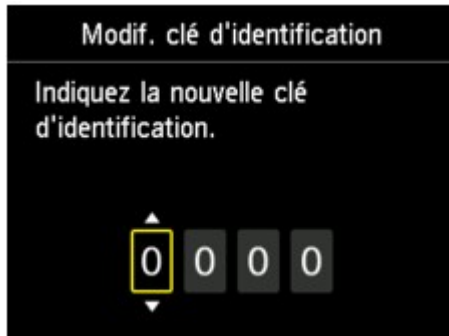 Modif. clé d'identification
Indiquez la nouvelle clé
d'identification.
0 0 0 0